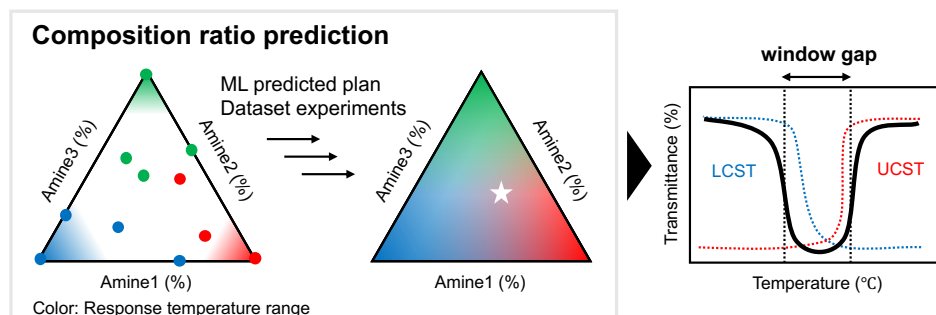 Composition ratio prediction
ML predicted plan
Dataset experiments
Amine3 (%)
Amine2 (%)
Amine1 (%)
Amine3 (%)
Amine2 (%)
Amine1 (%)
Color: Response temperature range
window gap
Transmittance (%)
LCST
UCST
Temperature (℃)